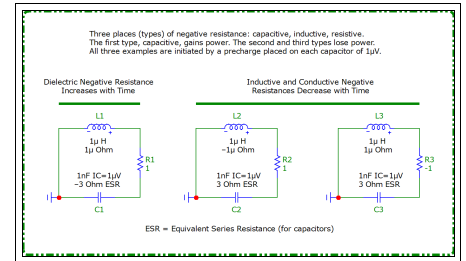 Three places (types) of negative resistance: capacitive, inductive, resistive.
The first type, capacitive, gains power. The second and third types lose power.
All three examples are initiated by a precharge placed on each capacitor of 1µV.
Dielectric Negative Resistance
Increases with Time
Inductive and Conductive Negative
Resistances Decrease with Time
L1
- +
1µ H
1µ Ohm
R1
1
1nF IC=1µV
-3 Ohm ESR
C1
L2
- +
1µ H
-1µ Ohm
R2
1
1nF IC=1µV
3 Ohm ESR
C2
L3
- +
1µ H
1µ Ohm
R3
-1
1nF IC=1µV
3 Ohm ESR
C3
ESR = Equivalent Series Resistance (for capacitors)